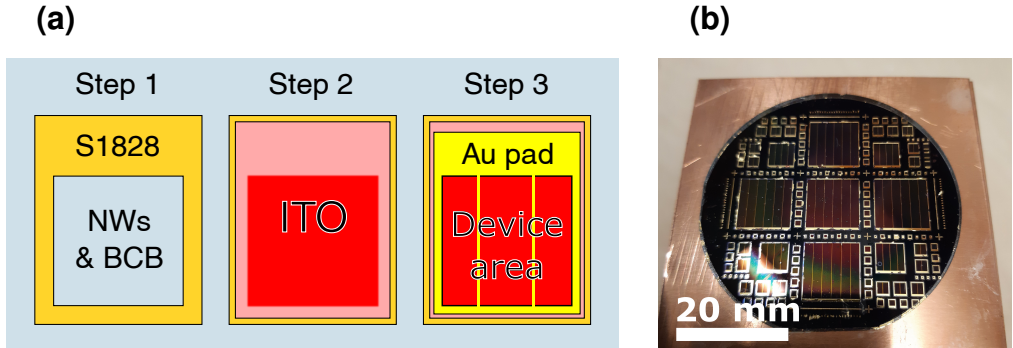 (a)
(b)
Step 1
Step 2
Step 3
S1828
NWs
& BCB
ITO
Au pad
Device
area
20 mm